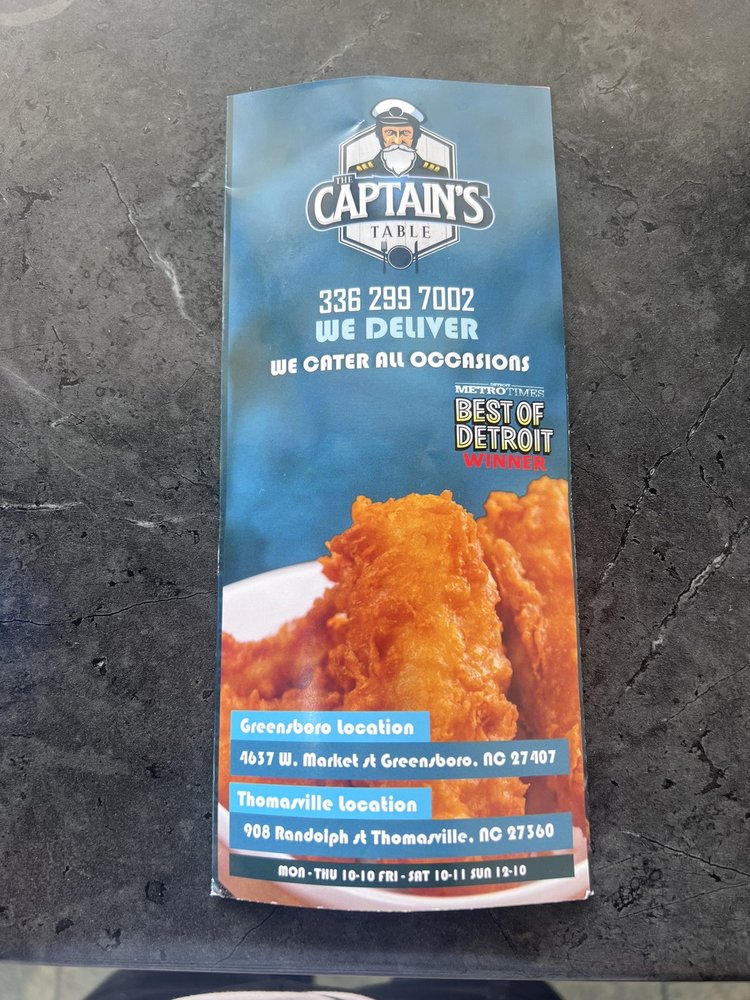 THE
CAPTAIN'S
TABLE
336 299 7002
WE DELIVER
WE CATER ALL OCCASIONS
DETROIT
METROTIMES
BEST OF
DETROIT
WINNER
Greensboro Location
4637 W. Market st Greensboro, NC 27407
Thomasville Location
908 Randolph st Thomasville, NC 27360
MON - THU 10-10 FRI - SAT 10-11 SUN 12-10